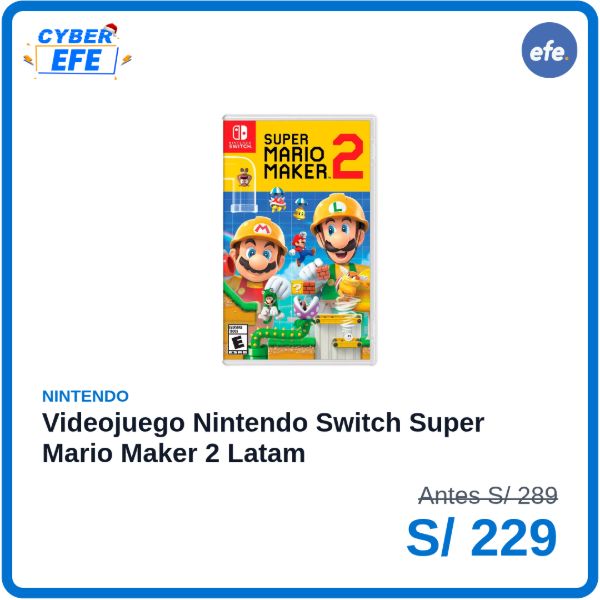 CYBER
EFE
efe.
NINTENDO
SWITCH
SUPER
MARIO
MAKER 2
M
L
E
NINTENDO
Videojuego Nintendo Switch Super
Mario Maker 2 Latam
Antes S/ 289
S/ 229